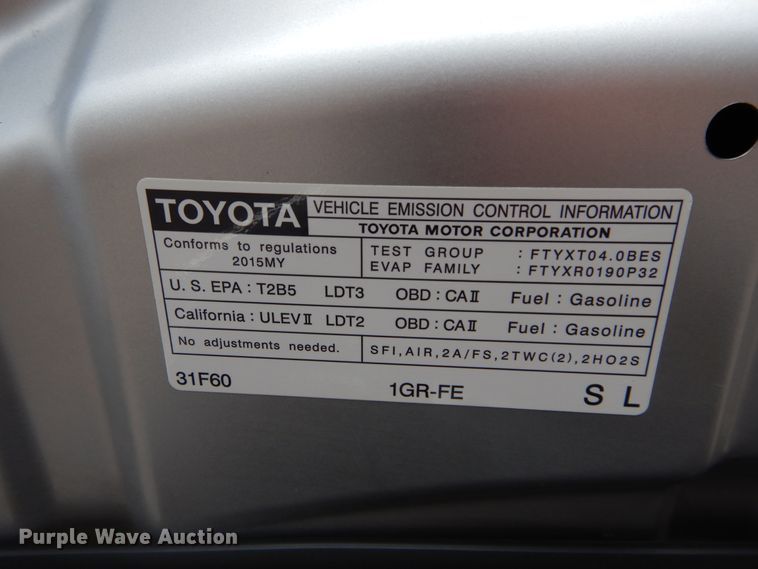 TOYOTA VEHICLE EMISSION CONTROL INFORMATION
TOYOTA MOTOR CORPORATION
Conforms to regulations
2015MY
TEST GROUP : FTYXT04.0BES
EVAP FAMILY : FTYXR0190P32
U.S. EPA : T2B5 LDT3 OBD : CAII Fuel : Gasoline
California : ULEVII LDT2 OBD : CAII Fuel : Gasoline
No adjustments needed. SFI,AIR,2A/FS,2TWC(2),2HO2S
31F60 1GR-FE S L
Purple Wave Auction